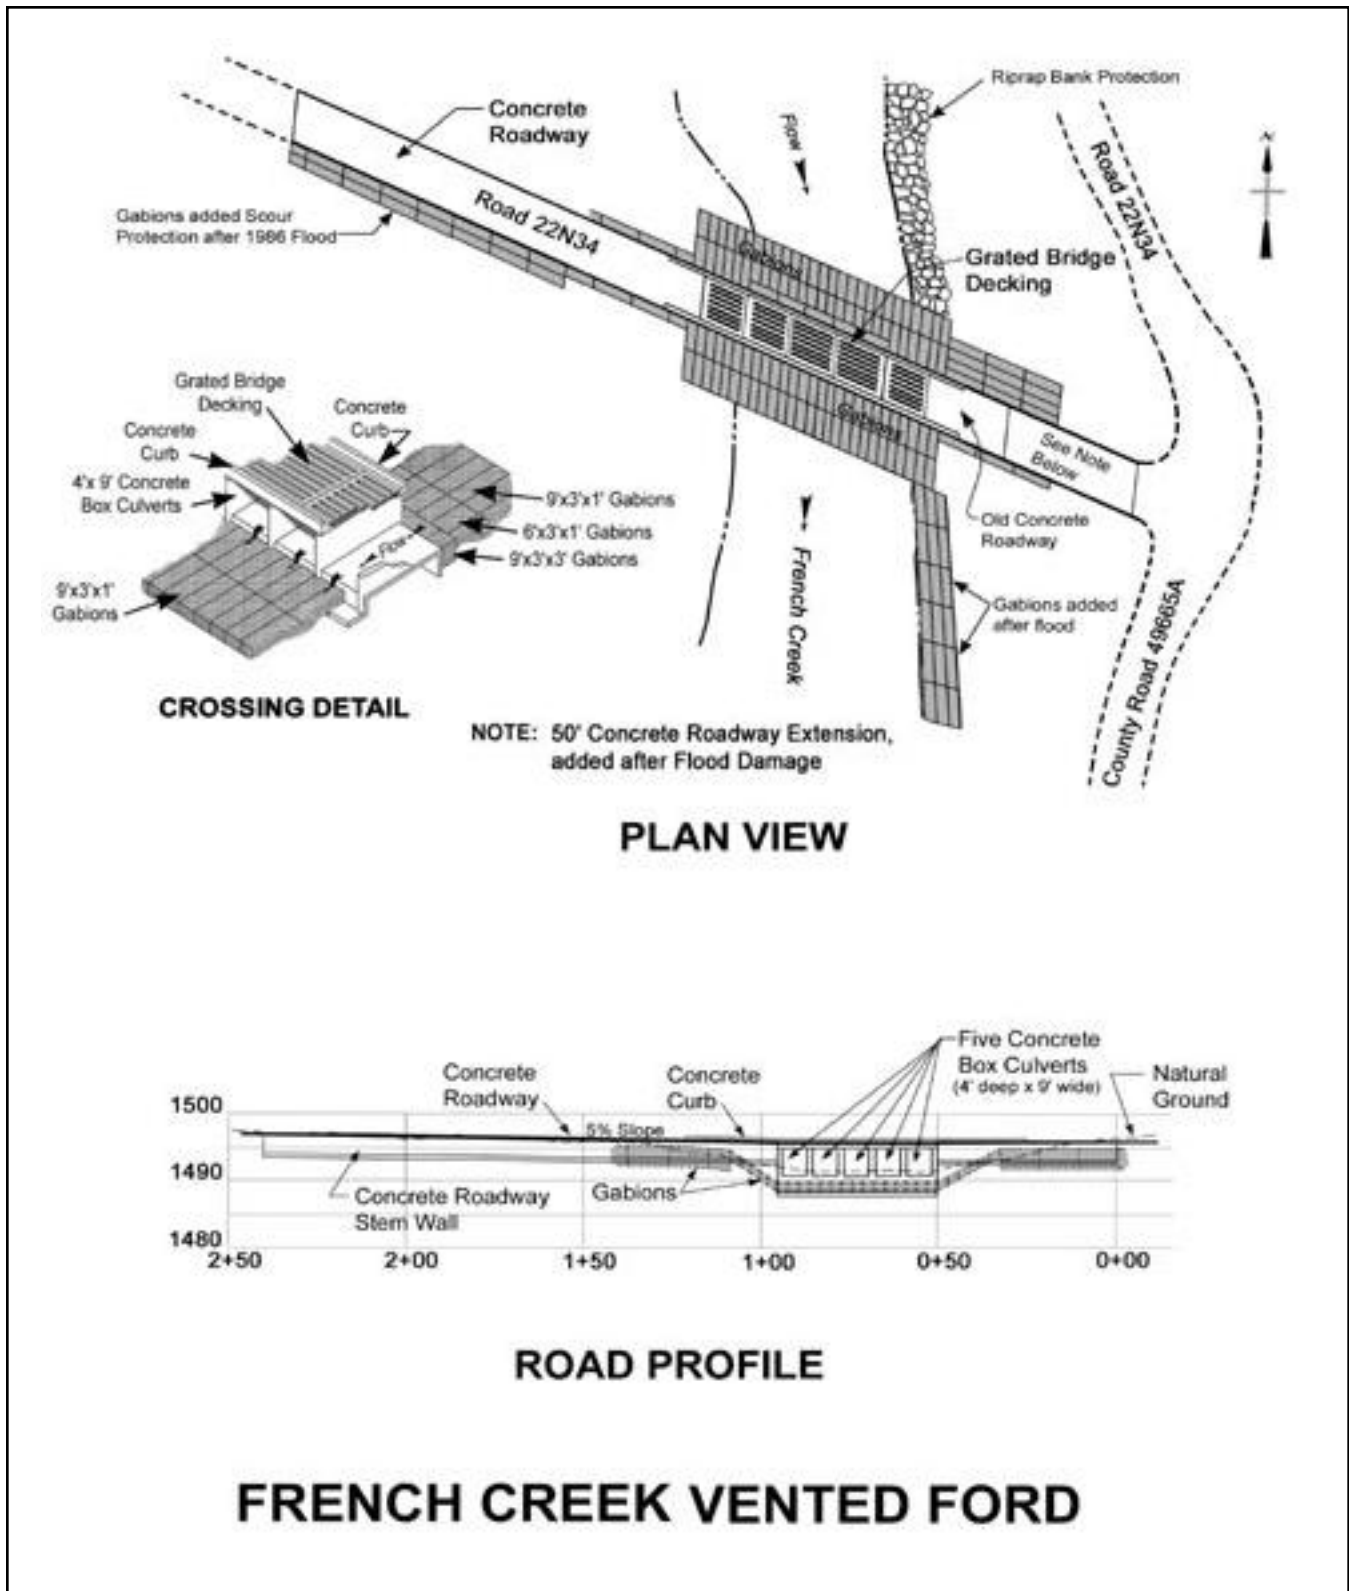 Riprap Bank Protection
Concrete
Roadway
Flow
Road 22N34
N
Gabions added Scour
Protection after 1986 Flood
Road 22N34
Gabions
Grated Bridge
Decking
Grated Bridge
Decking
Concrete
Curb
Concrete
Curb
4'x 9' Concrete
Box Culverts
9'x3'x1' Gabions
6'x3'x1' Gabions
9'x3'x3' Gabions
Flow
9'x3'x1'
Gabions
Gabions
See Note
Below
Old Concrete
Roadway
French Creek
Gabions added
after flood
County Road 49665A
CROSSING DETAIL
NOTE: 50' Concrete Roadway Extension,
added after Flood Damage
PLAN VIEW
Five Concrete
Box Culverts
(4' deep x 9' wide)
Concrete
Roadway
Concrete
Curb
Natural
Ground
1500
5% Slope
1490
Gabions
Concrete Roadway
Stem Wall
1480
2+50 2+00 1+50 1+00 0+50 0+00
ROAD PROFILE
FRENCH CREEK VENTED FORD